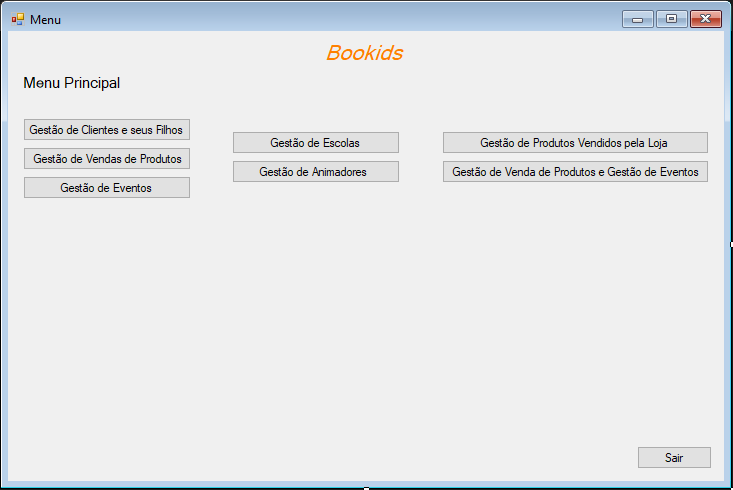 Menu
Bookids
Menu Principal
Gestão de Clientes e seus Filhos
Gestão de Vendas de Produtos
Gestão de Eventos
Gestão de Escolas
Gestão de Animadores
Gestão de Produtos Vendidos pela Loja
Gestão de Venda de Produtos e Gestão de Eventos
Sair